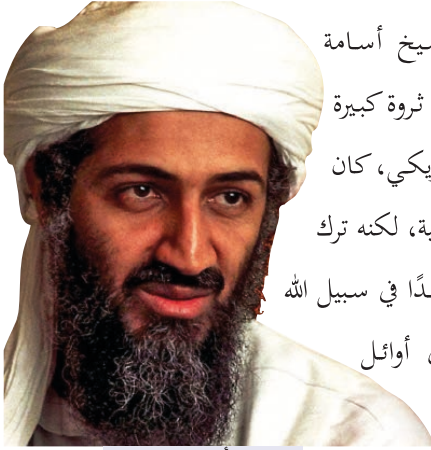 أسامة
ثروة كبيرة
كان
لكنه ترك
في سبيل الله
أوائل